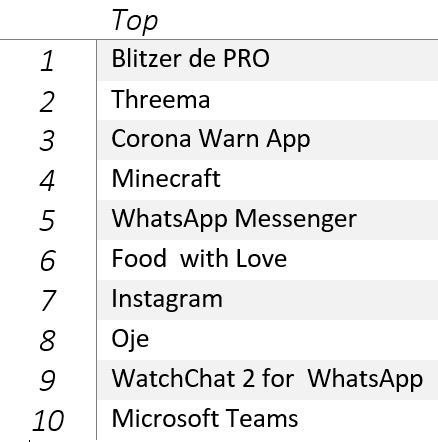 Top
1 Blitzer de PRO
2 Threema
3 Corona Warn App
4 Minecraft
5 WhatsApp Messenger
6 Food with Love
7 Instagram
8 Oje
9 WatchChat 2 for WhatsApp
10 Microsoft Teams